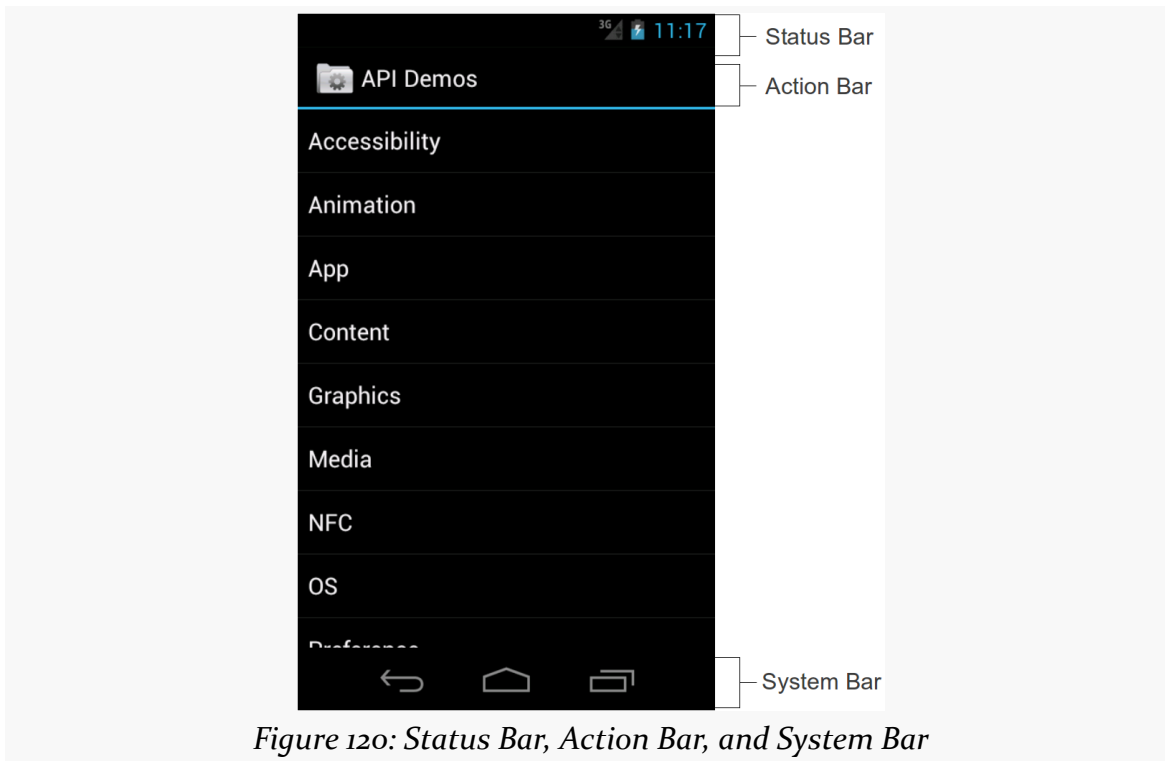 3G 11:17
Status Bar
API Demos
Action Bar
Accessibility
Animation
App
Content
Graphics
Media
NFC
OS
Preference
System Bar
Figure 120: Status Bar, Action Bar, and System Bar